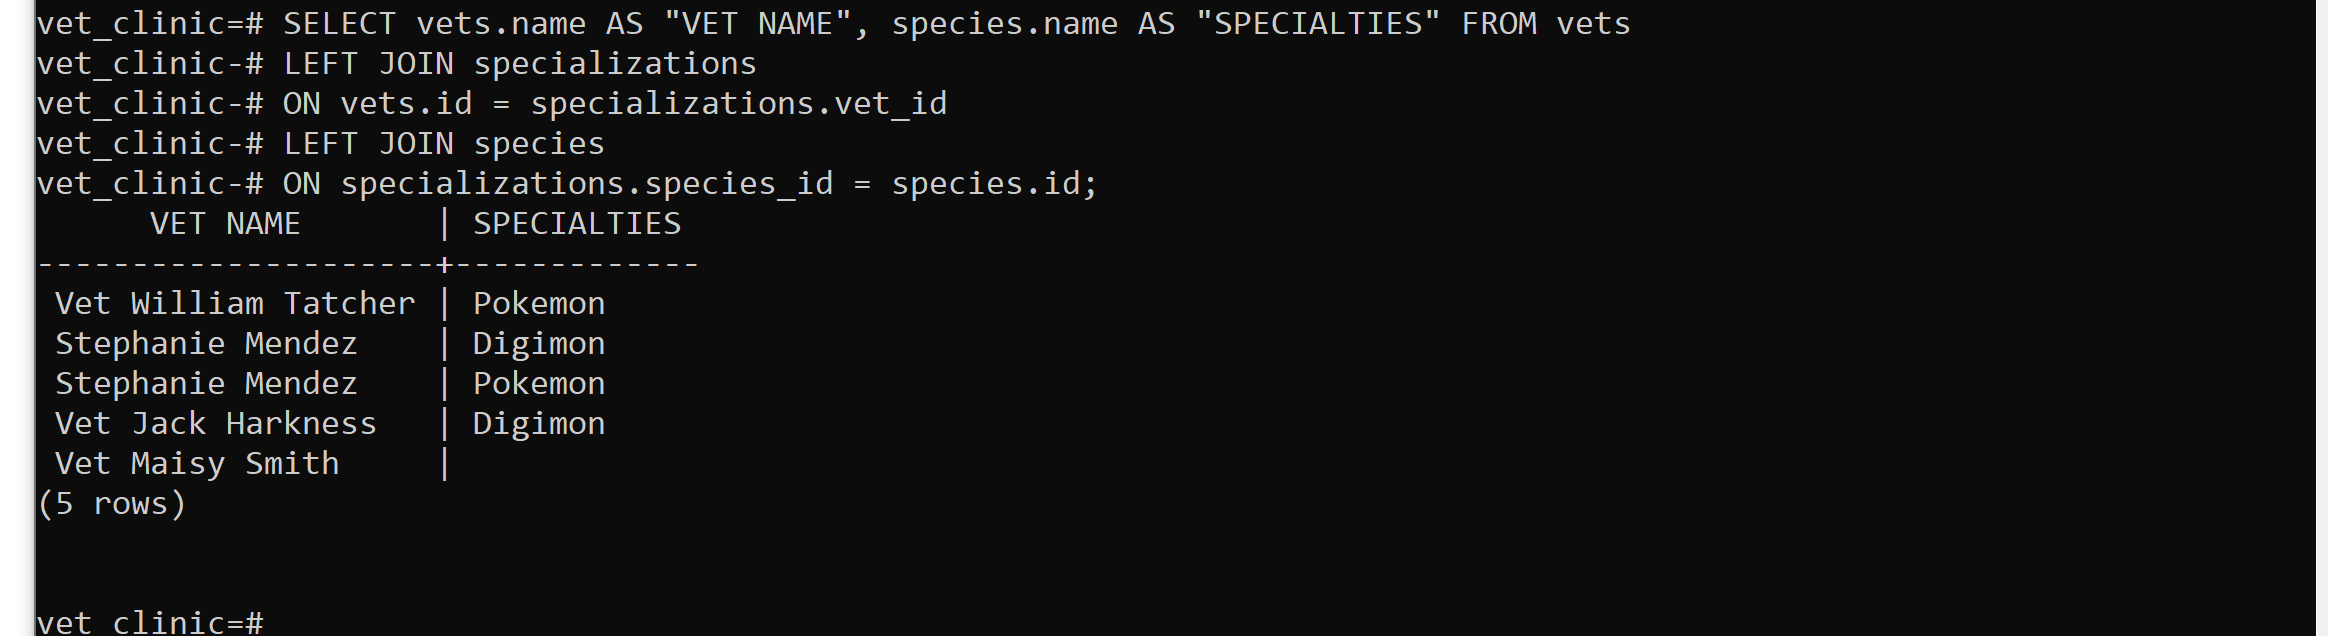 vet_clinic=# SELECT vets.name AS "VET NAME", species.name AS "SPECIALTIES" FROM vets
vet_clinic-# LEFT JOIN specializations
vet_clinic-# ON vets.id = specializations.vet_id
vet_clinic-# LEFT JOIN species
vet_clinic-# ON specializations.species_id = species.id;
      VET NAME       | SPECIALTIES
---------------------+-------------
 Vet William Tatcher | Pokemon
 Stephanie Mendez    | Digimon
 Stephanie Mendez    | Pokemon
 Vet Jack Harkness   | Digimon
 Vet Maisy Smith     |
(5 rows)
vet_clinic=#